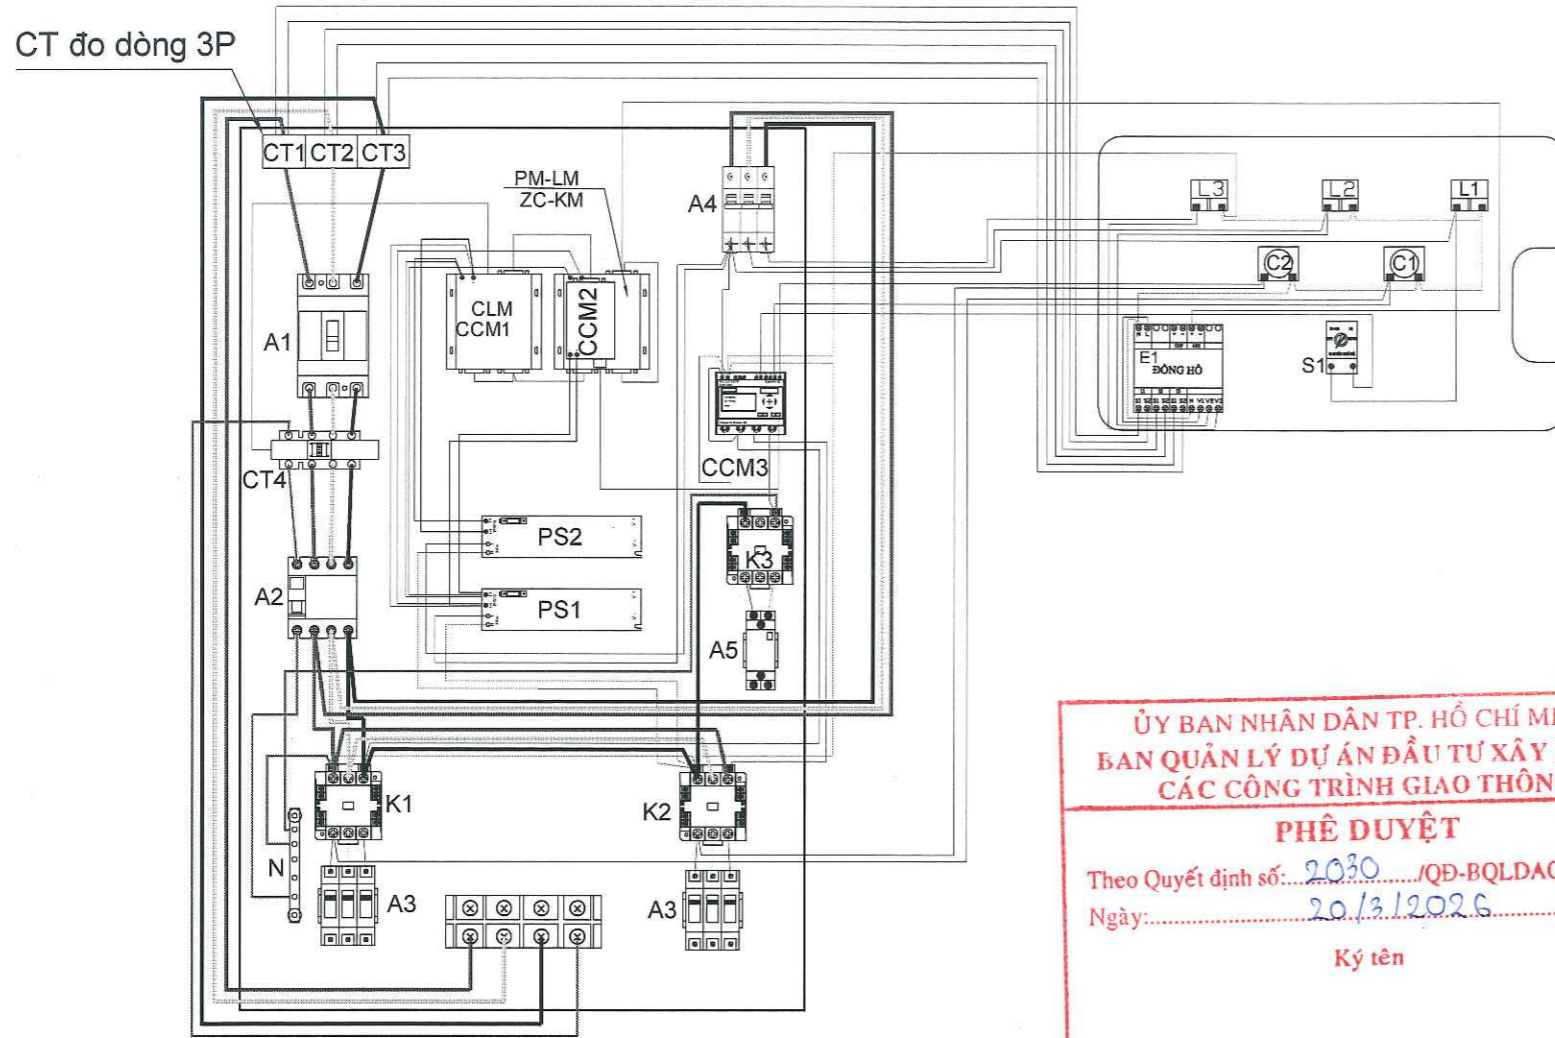 CT đo dòng 3P
CT1 CT2 CT3
PM-LM
ZC-KM
A4
L3 L2 L1
C2 C1
CLM
CCM1
CCM2
A1
E1
ĐỒNG HỒ
S1
CT4
CCM3
PS2
K3
A2
PS1
A5
K1
K2
N
A3
A3
ỦY BAN NHÂN DÂN TP. HỒ CHÍ
BAN QUẢN LÝ DỰ ÁN ĐẦU TƯ XÂY
CÁC CÔNG TRÌNH GIAO THÔN
PHÊ DUYỆT
Theo Quyết định số:...2030....../QĐ-BQLDA
Ngày:...............20/3/2026..........
Ký tên